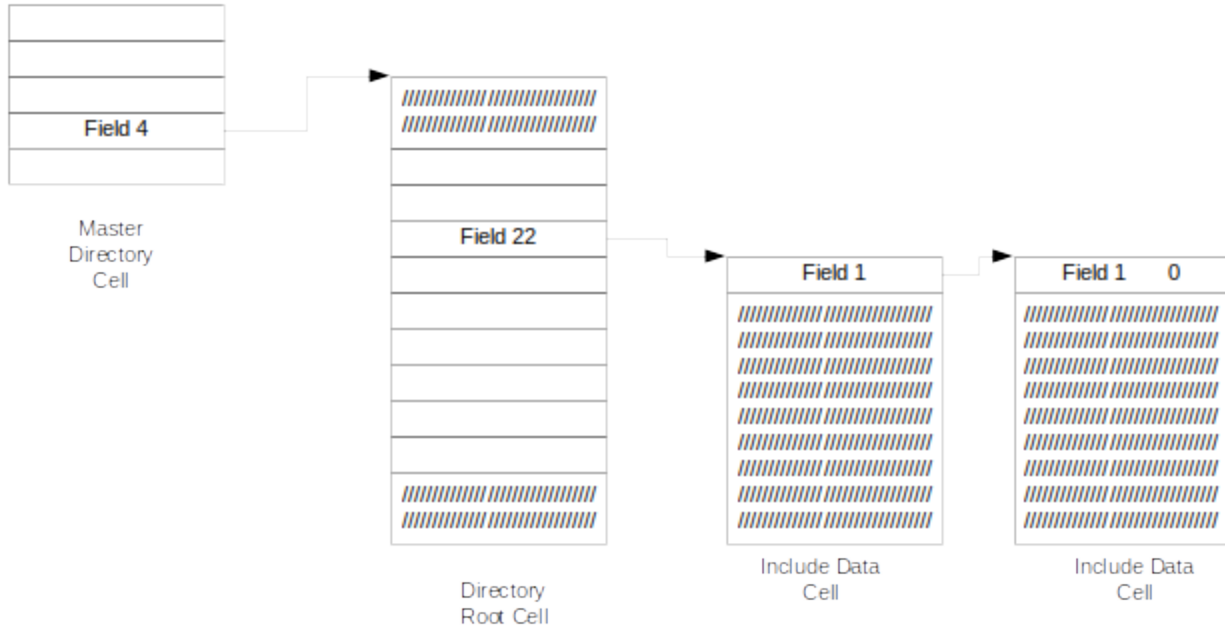 Field 4
Master
Directory
Cell
Field 22
Directory
Root Cell
Field 1
Include Data
Cell
Field 1 0
Include Data
Cell